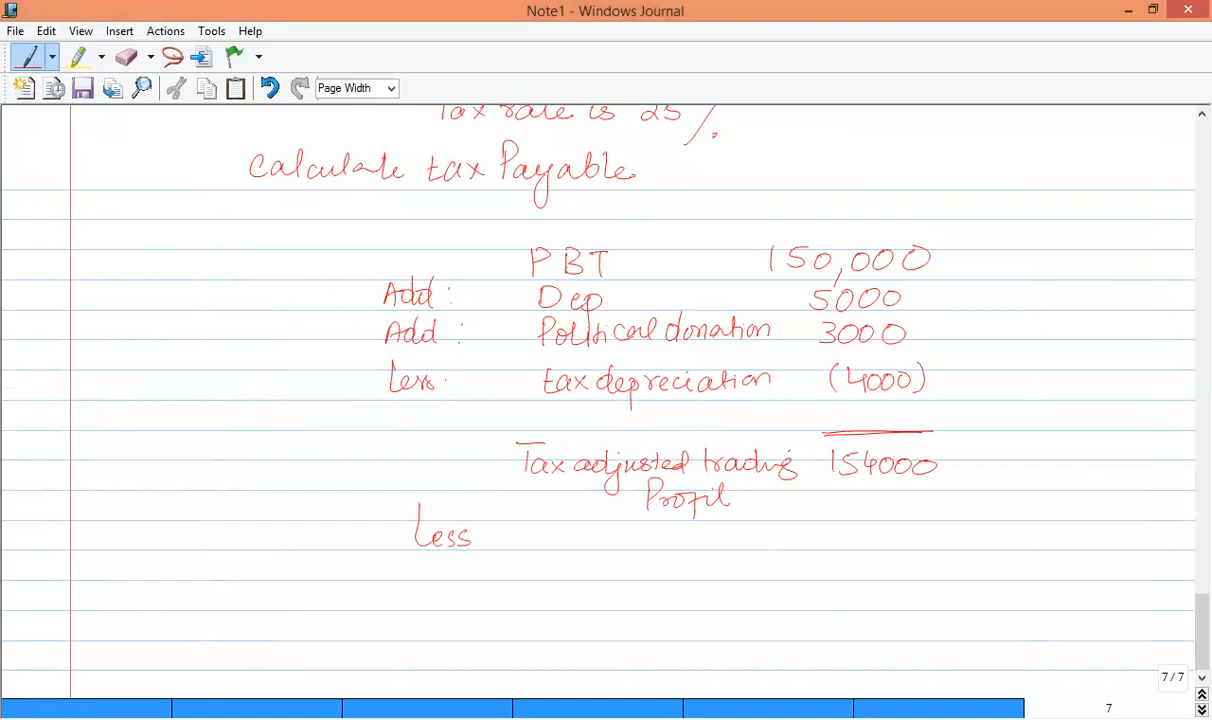 Note1 - Windows Journal
File Edit View Insert Actions Tools Help
Page Width
Tax rate is 25 %
Calculate tax Payable
PBT 150,000
Add : Dep 5000
Add : Political donation 3000
Less tax depreciation (4000)
Tax adjusted trading 154000
Profit
Less
7 / 7
7